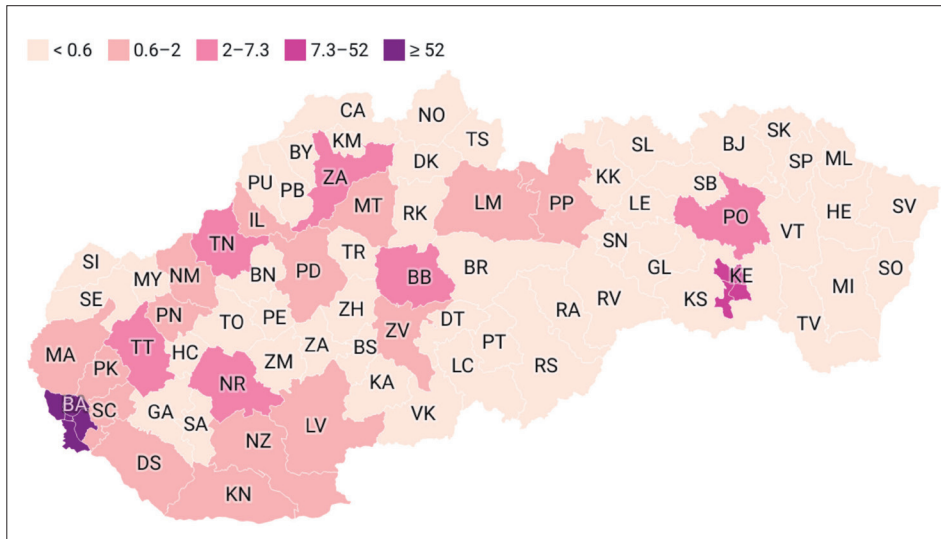 < 0.6 0.6–2 2–7.3 7.3–52 ≥ 52
CA NO
KM TS SL BJ SK
BY DK SP ML
PU PB ZA KK SB
IL MT RK LM PP LE PO HE SV
TN TR SN VT
SI MY NM BN PD BB BR GL KE SO
SE PN TO PE ZH ZV DT RA RV KS MI
MA TT HC ZM ZA BS PT TV
PK NR KA LC RS
BA SC GA SA LV VK
DS NZ
KN